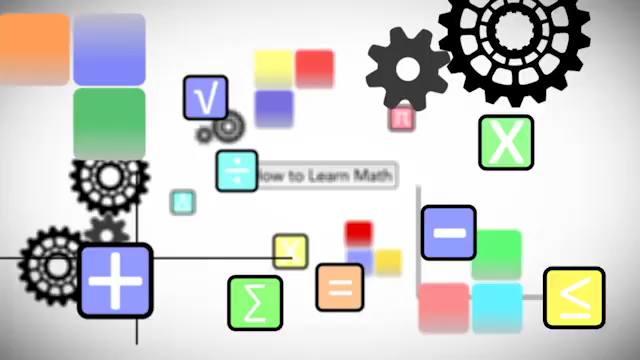 √
π
X
÷
How to Learn Math
X
−
+
Σ
=
≤